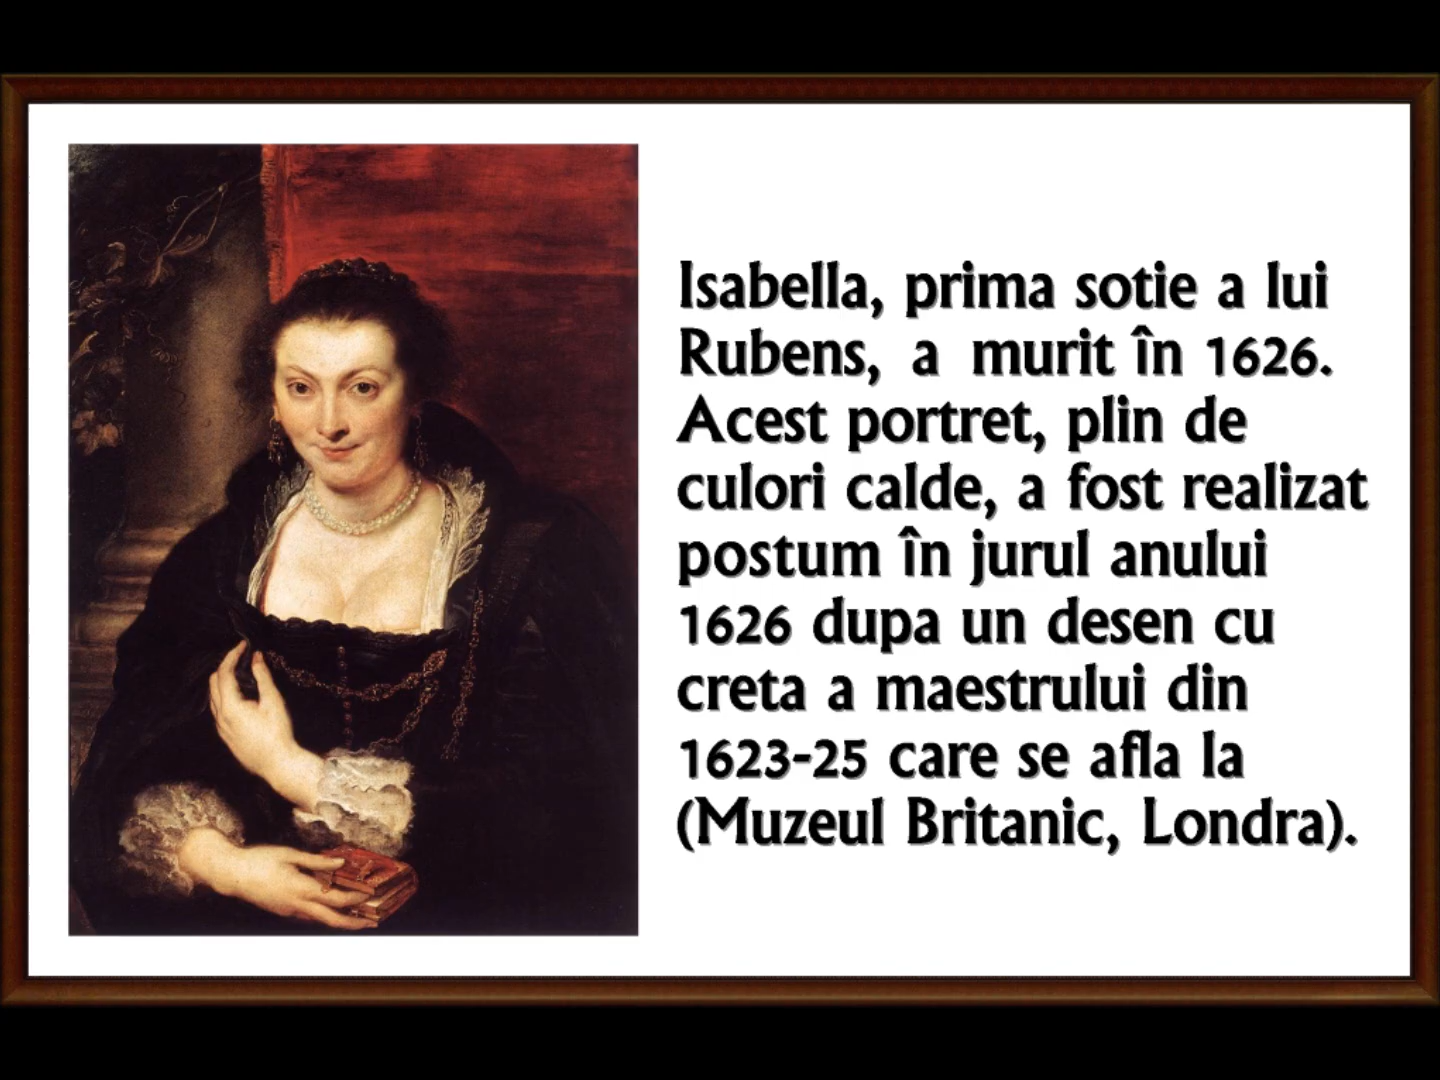 Isabella, prima sotie a lui
Rubens, a murit în 1626.
Acest portret, plin de
culori calde, a fost realizat
postum în jurul anului
1626 dupa un desen cu
creta a maestrului din
1623-25 care se afla la
(Muzeul Britanic, Londra).